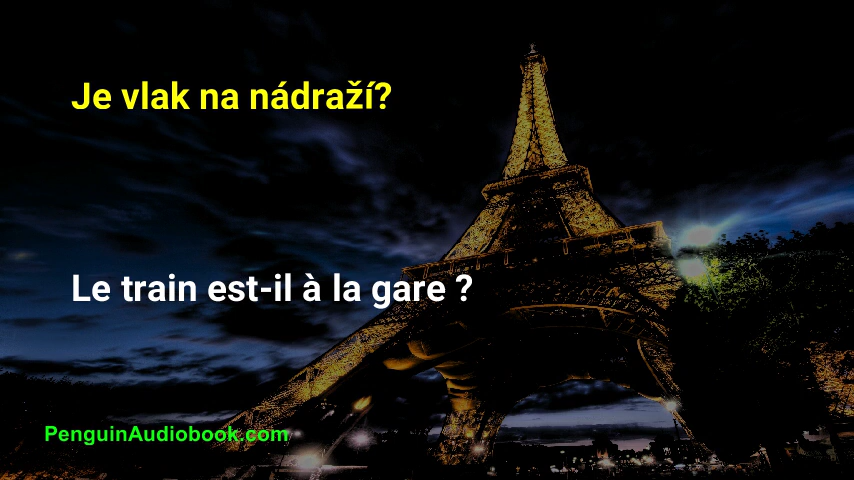 Je vlak na nádraží?
Le train est-il à la gare ?
PenguinAudiobook.com